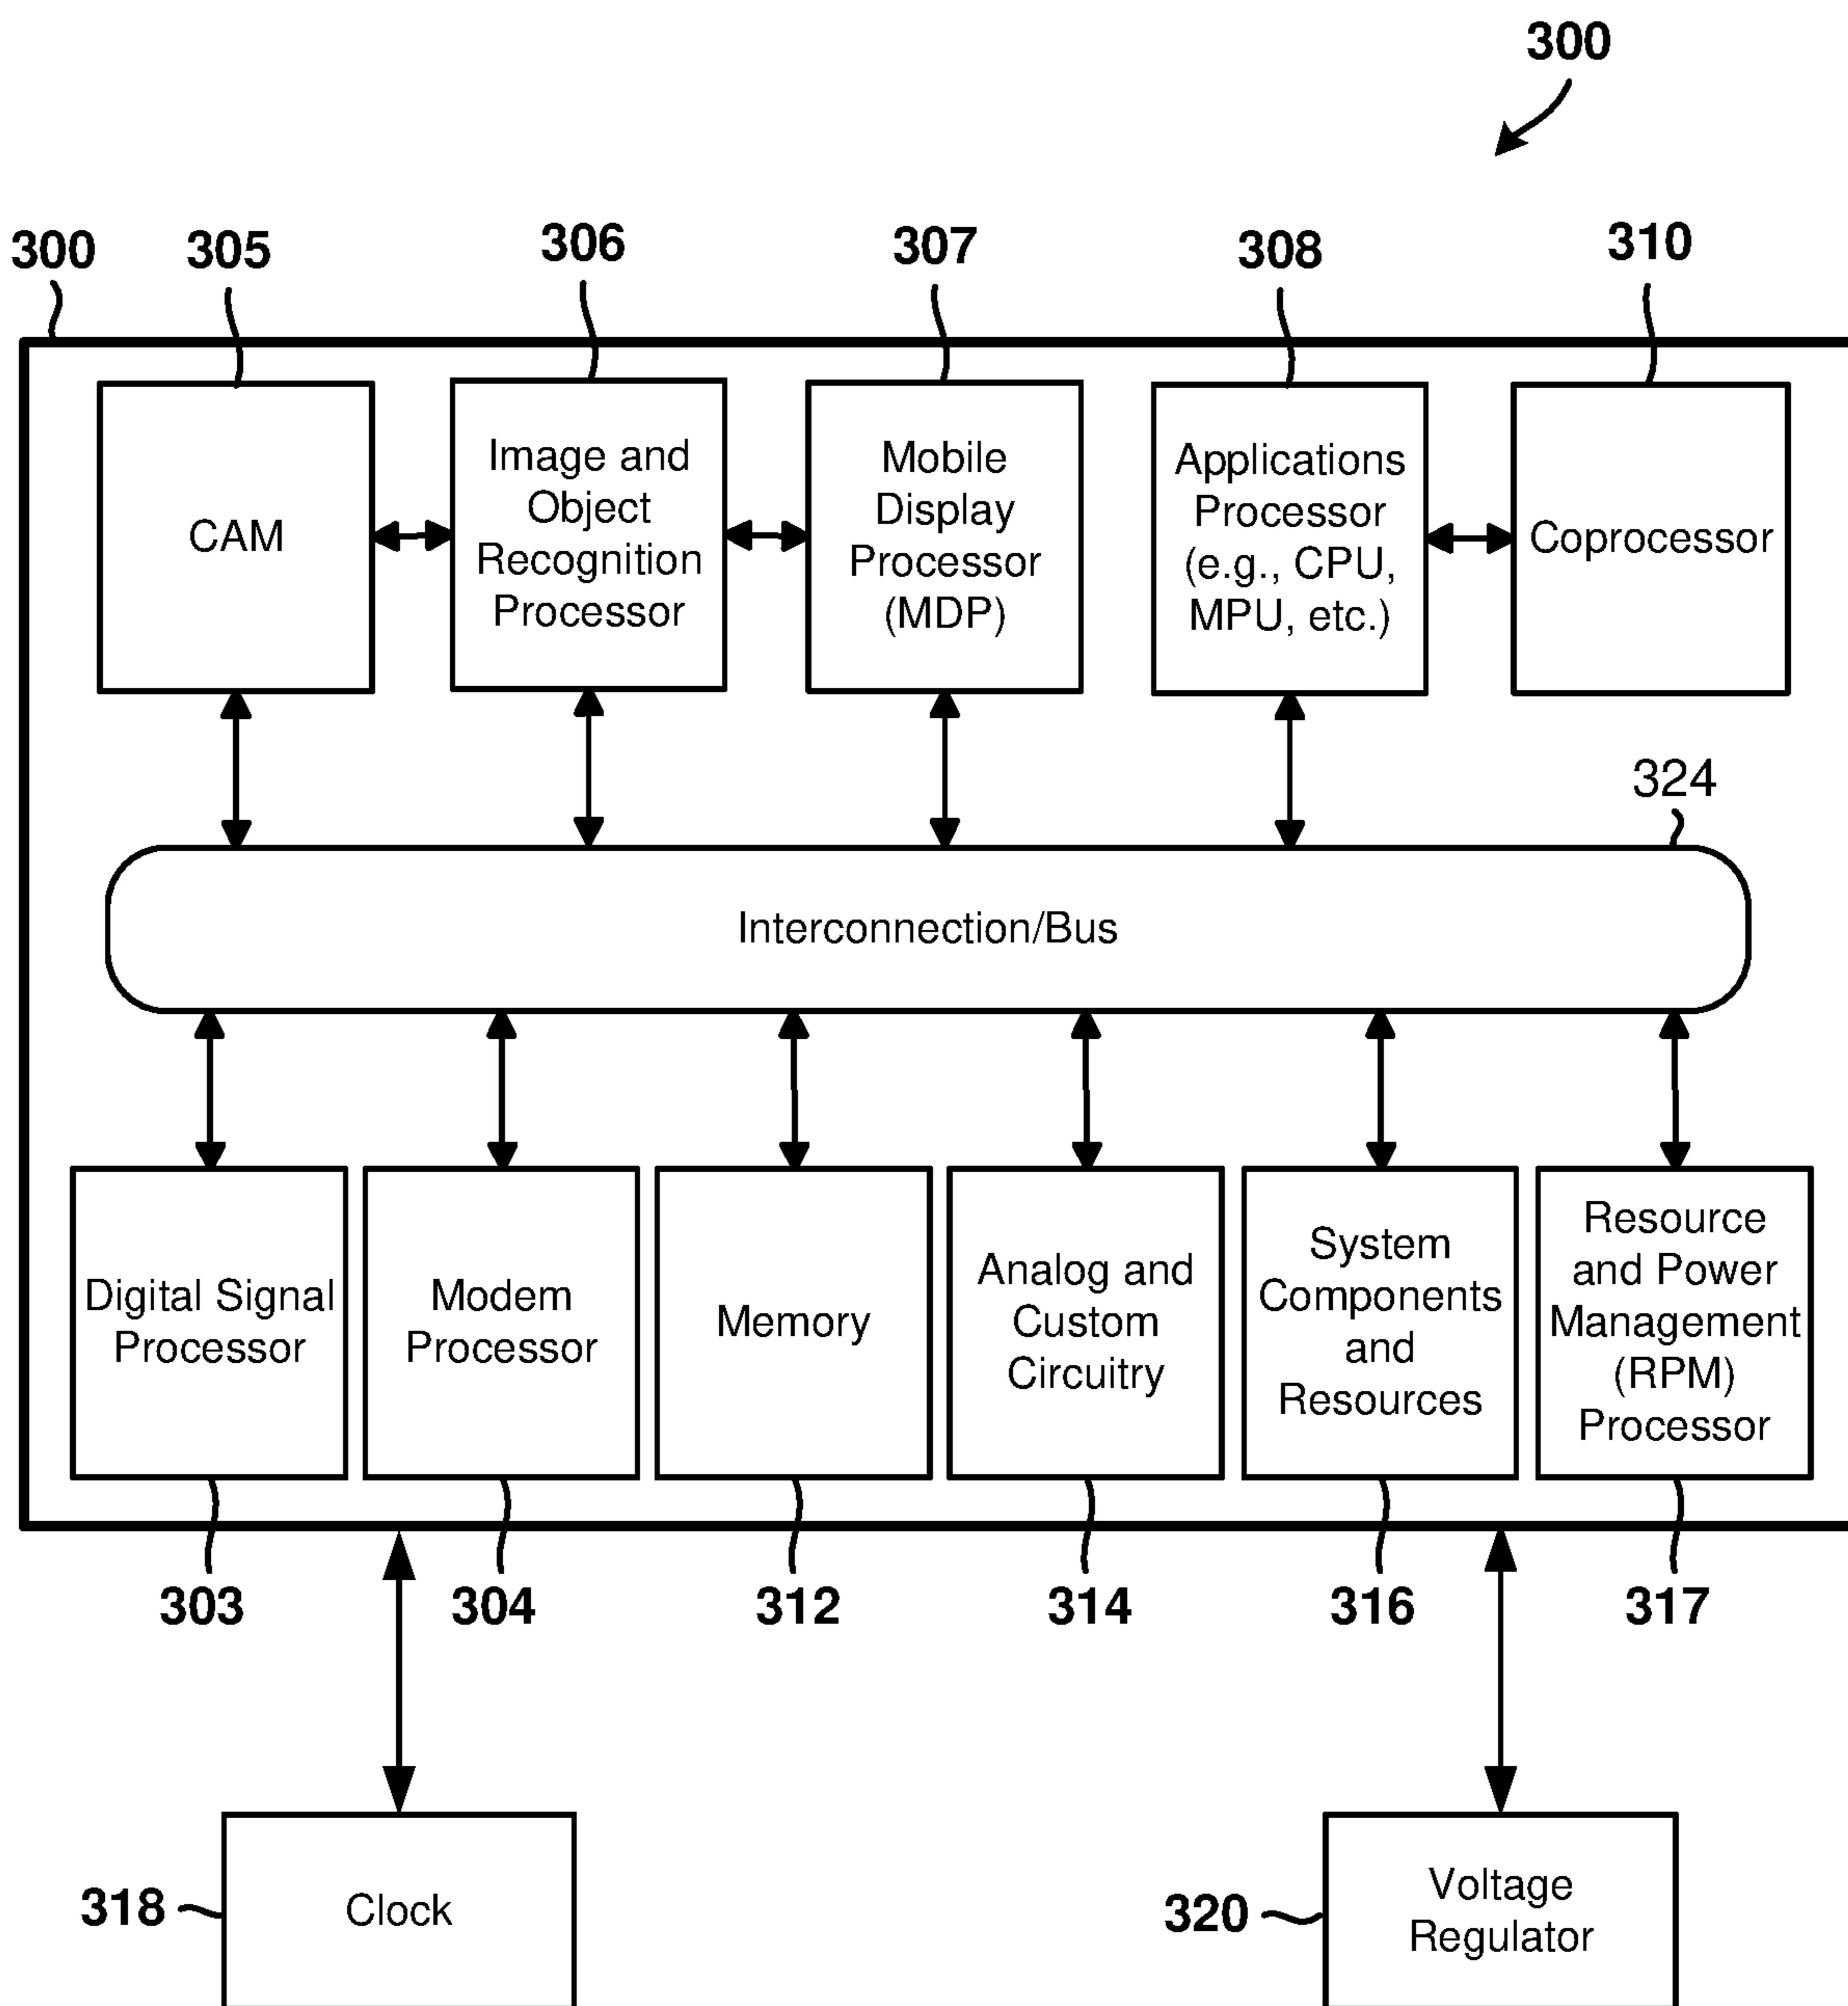 300
300
305
306
307
308
310
CAM
Image and
Object
Recognition
Processor
Mobile
Display
Processor
(MDP)
Applications
Processor
(e.g., CPU,
MPU, etc.)
Coprocessor
324
Interconnection/Bus
Digital Signal
Processor
Modem
Processor
Memory
Analog and
Custom
Circuitry
System
Components
and
Resources
Resource
and Power
Management
(RPM)
Processor
303
304
312
314
316
317
318
Clock
320
Voltage
Regulator